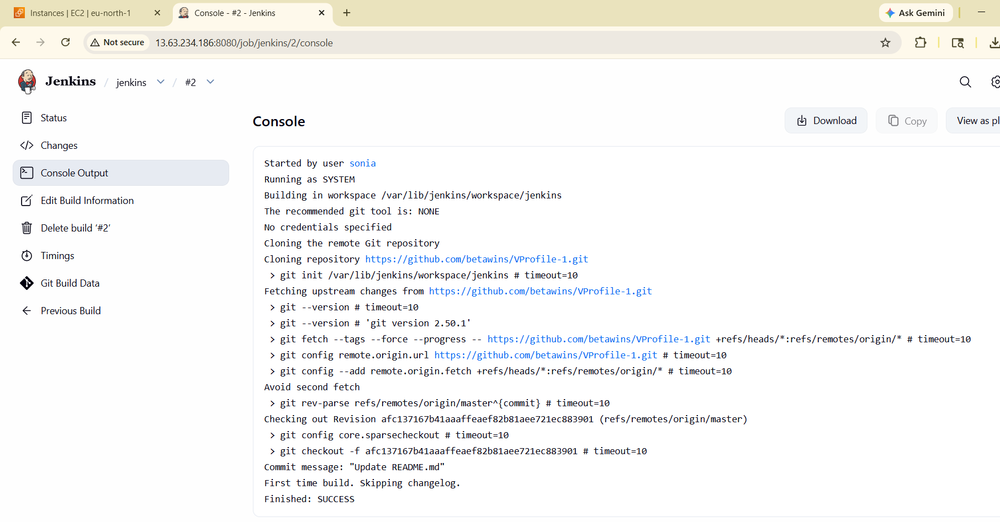 Instances | EC2 | eu-north-1
Console - #2 - Jenkins
Ask Gemini
Not secure
13.63.234.186:8080/job/jenkins/2/console
Jenkins / jenkins / #2
Status
Changes
Console Output
Edit Build Information
Delete build ‘#2’
Timings
Git Build Data
Previous Build
Console
Download
Copy
View as pl
Started by user sonia
Running as SYSTEM
Building in workspace /var/lib/jenkins/workspace/jenkins
The recommended git tool is: NONE
No credentials specified
Cloning the remote Git repository
Cloning repository https://github.com/betawins/VProfile-1.git
> git init /var/lib/jenkins/workspace/jenkins # timeout=10
Fetching upstream changes from https://github.com/betawins/VProfile-1.git
> git --version # timeout=10
> git --version # 'git version 2.50.1'
> git fetch --tags --force --progress -- https://github.com/betawins/VProfile-1.git +refs/heads/*:refs/remotes/origin/* # timeout=10
> git config remote.origin.url https://github.com/betawins/VProfile-1.git # timeout=10
> git config --add remote.origin.fetch +refs/heads/*:refs/remotes/origin/* # timeout=10
Avoid second fetch
> git rev-parse refs/remotes/origin/master^{commit} # timeout=10
Checking out Revision afc137167b41aaaffeaef82b81aee721ec883901 (refs/remotes/origin/master)
> git config core.sparsecheckout # timeout=10
> git checkout -f afc137167b41aaaffeaef82b81aee721ec883901 # timeout=10
Commit message: "Update README.md"
First time build. Skipping changelog.
Finished: SUCCESS